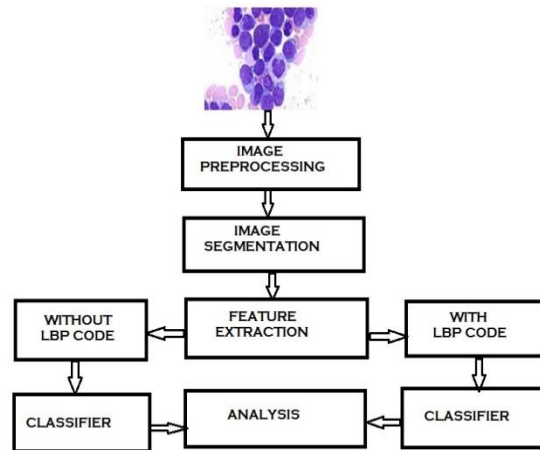 IMAGE
PREPROCESSING
IMAGE
SEGMENTATION
WITHOUT
LBP CODE
FEATURE
EXTRACTION
WITH
LBP CODE
CLASSIFIER
ANALYSIS
CLASSIFIER